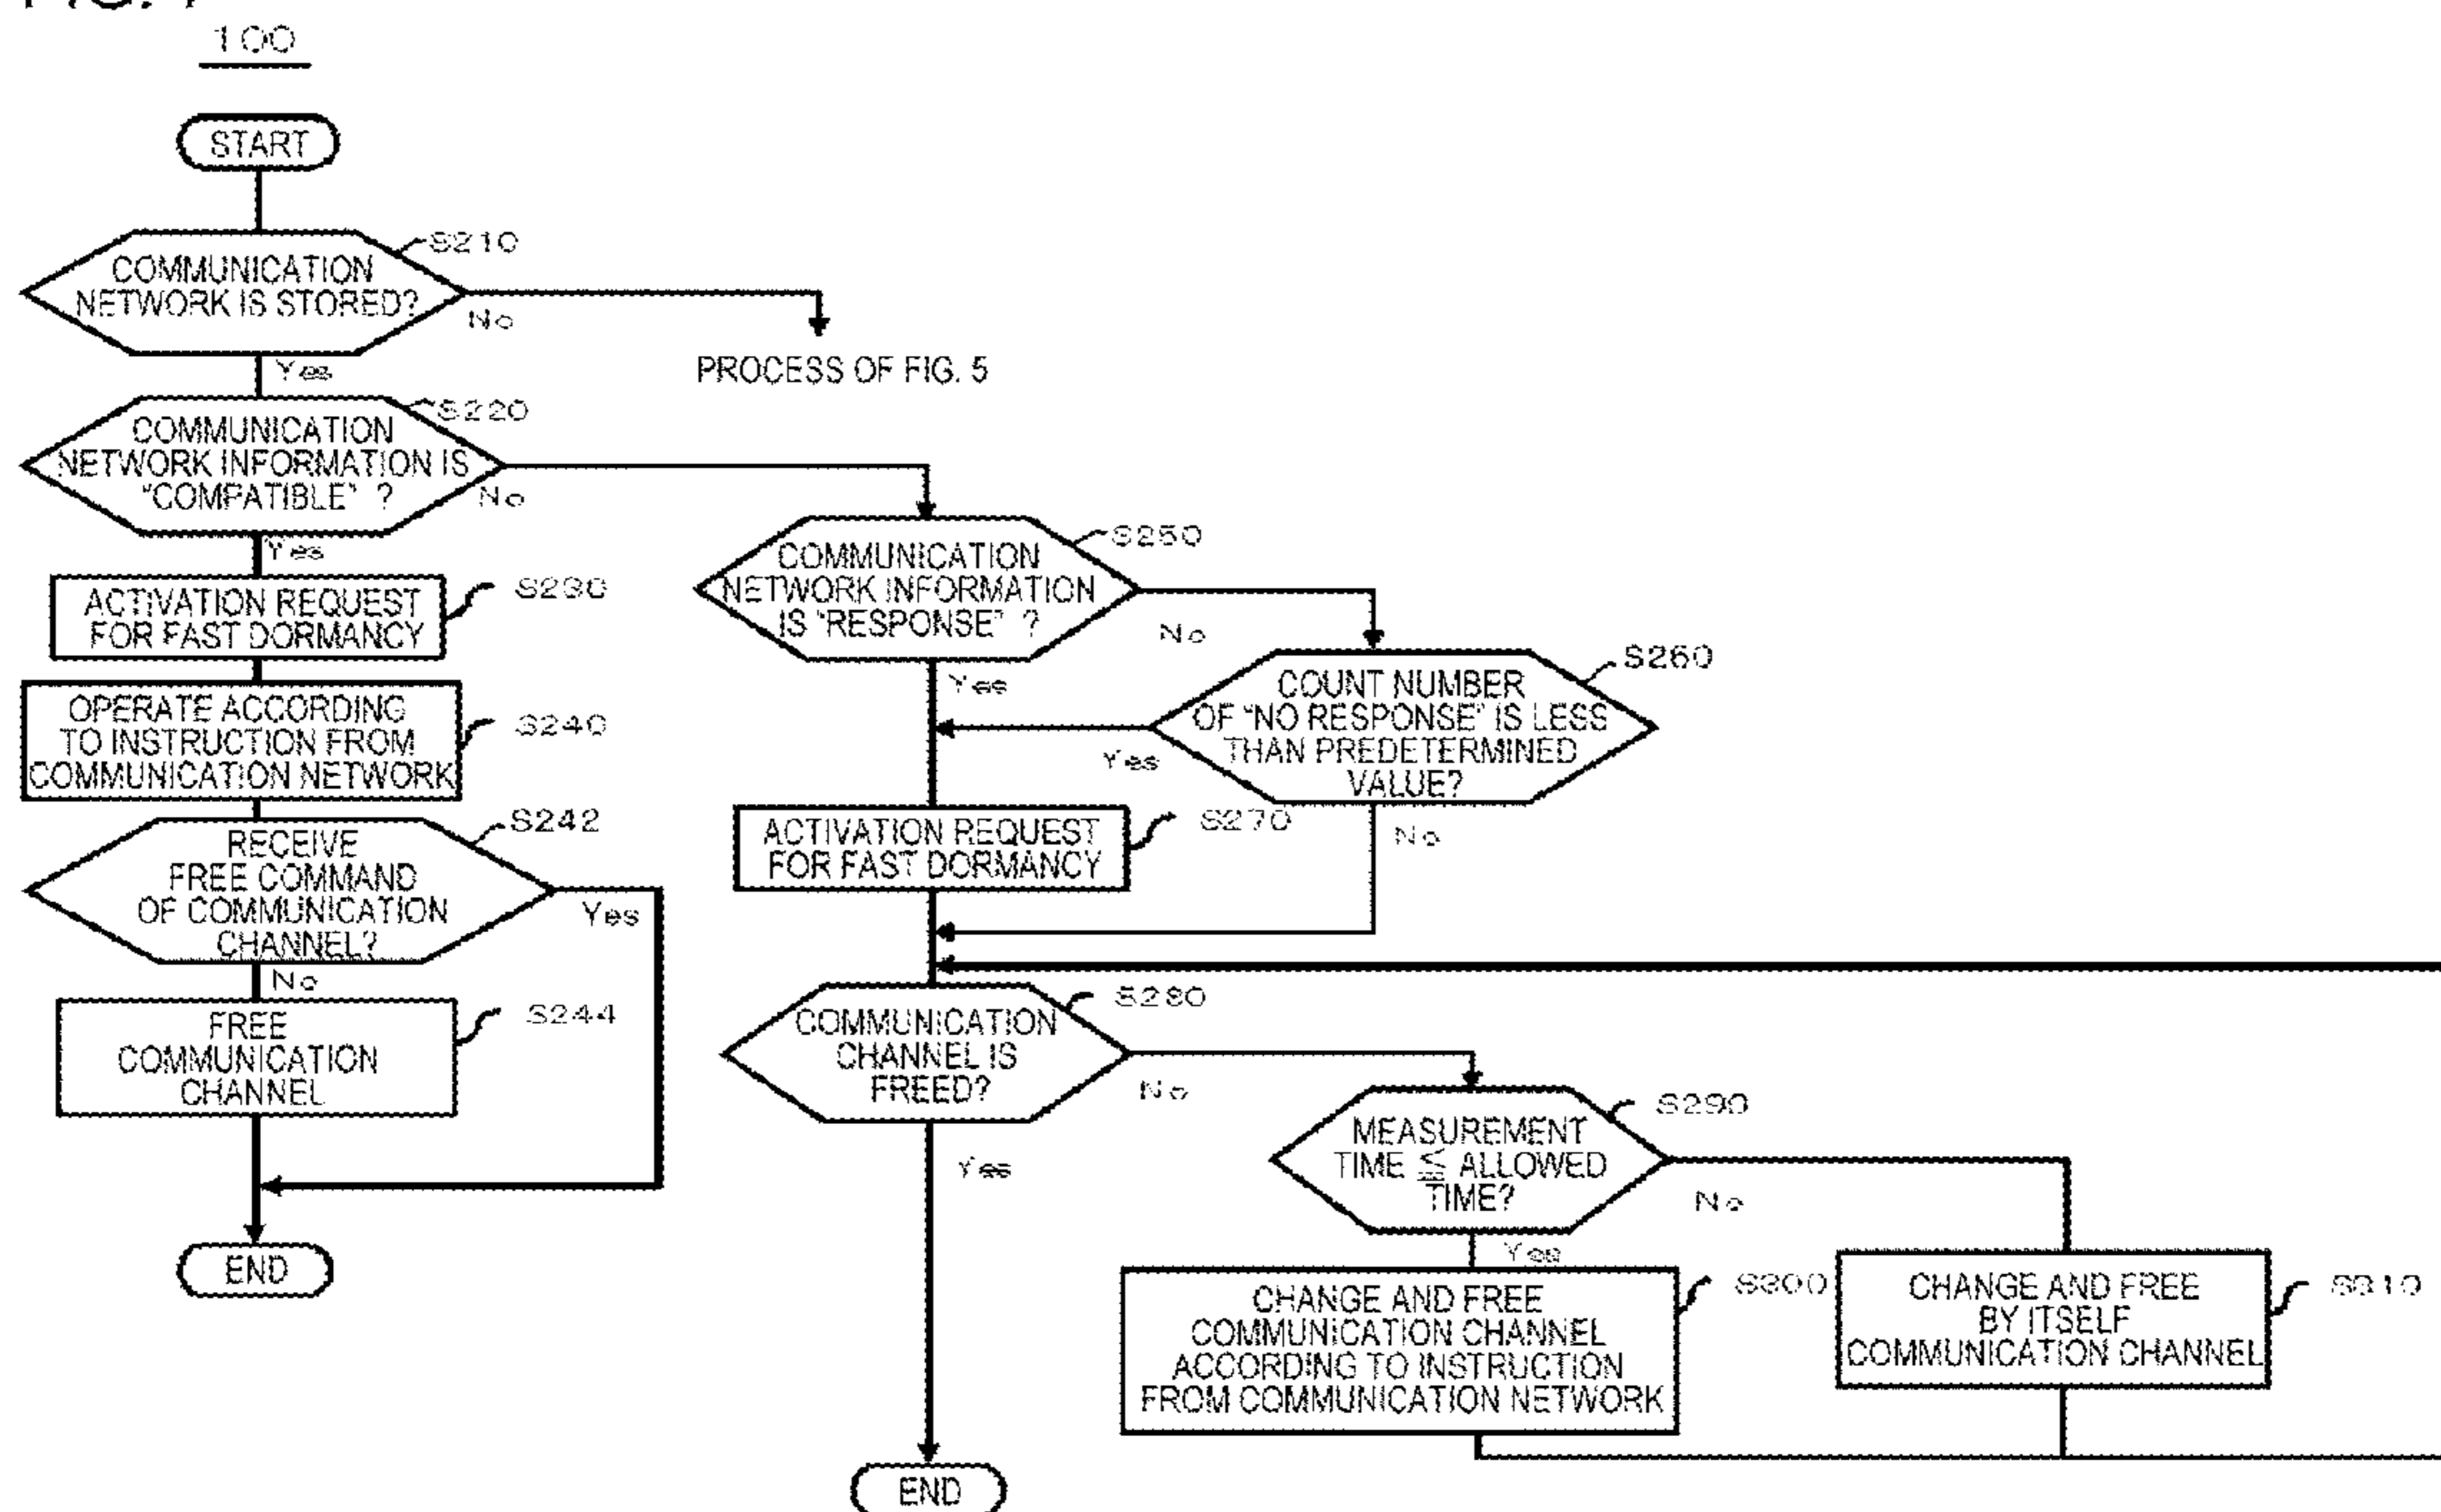 100
START
S210
COMMUNICATION
NETWORK IS STORED?
No
Yes
PROCESS OF FIG. 5
S220
COMMUNICATION
NETWORK INFORMATION IS
"COMPATIBLE" ?
No
Yes
S230
ACTIVATION REQUEST
FOR FAST DORMANCY
S240
OPERATE ACCORDING
TO INSTRUCTION FROM
COMMUNICATION NETWORK
S242
RECEIVE
FREE COMMAND
OF COMMUNICATION
CHANNEL?
Yes
No
S244
FREE
COMMUNICATION
CHANNEL
END
S250
COMMUNICATION
NETWORK INFORMATION
IS "RESPONSE" ?
No
Yes
S260
COUNT NUMBER
OF "NO RESPONSE" IS LESS
THAN PREDETERMINED
VALUE?
Yes
No
S270
ACTIVATION REQUEST
FOR FAST DORMANCY
S280
COMMUNICATION
CHANNEL IS
FREED?
No
Yes
S290
MEASUREMENT
TIME ≦ ALLOWED
TIME?
No
Yes
S300
CHANGE AND FREE
COMMUNICATION CHANNEL
ACCORDING TO INSTRUCTION
FROM COMMUNICATION NETWORK
S310
CHANGE AND FREE
BY ITSELF
COMMUNICATION CHANNEL
END